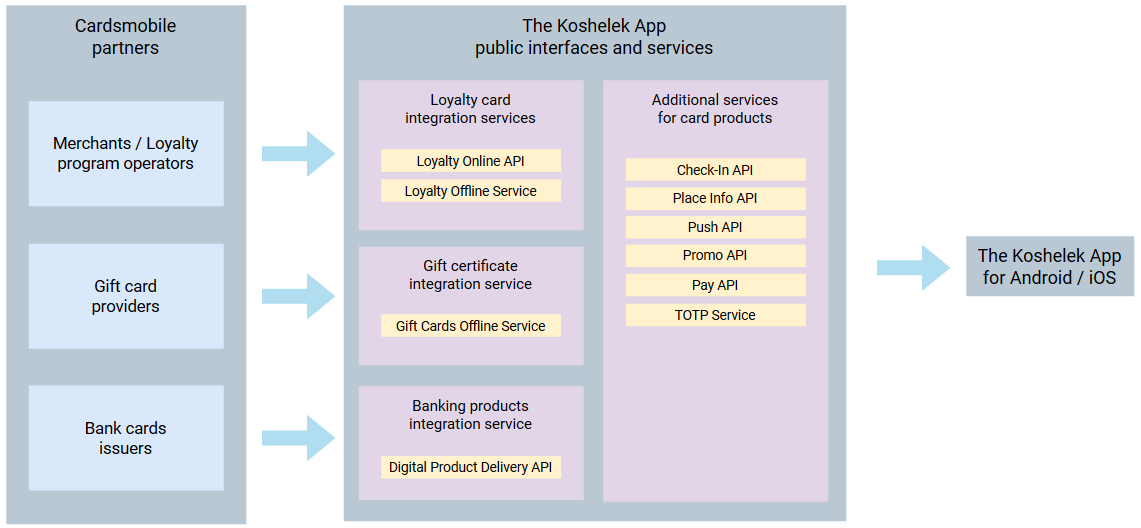 Cardsmobile
partners
Merchants / Loyalty
program operators
Gift card
providers
Bank cards
issuers
The Koshelek App
public interfaces and services
Loyalty card
integration services
Loyalty Online API
Loyalty Offline Service
Gift certificate
integration service
Gift Cards Offline Service
Banking products
integration service
Digital Product Delivery API
Additional services
for card products
Check-In API
Place Info API
Push API
Promo API
Pay API
TOTP Service
The Koshelek App
for Android / iOS